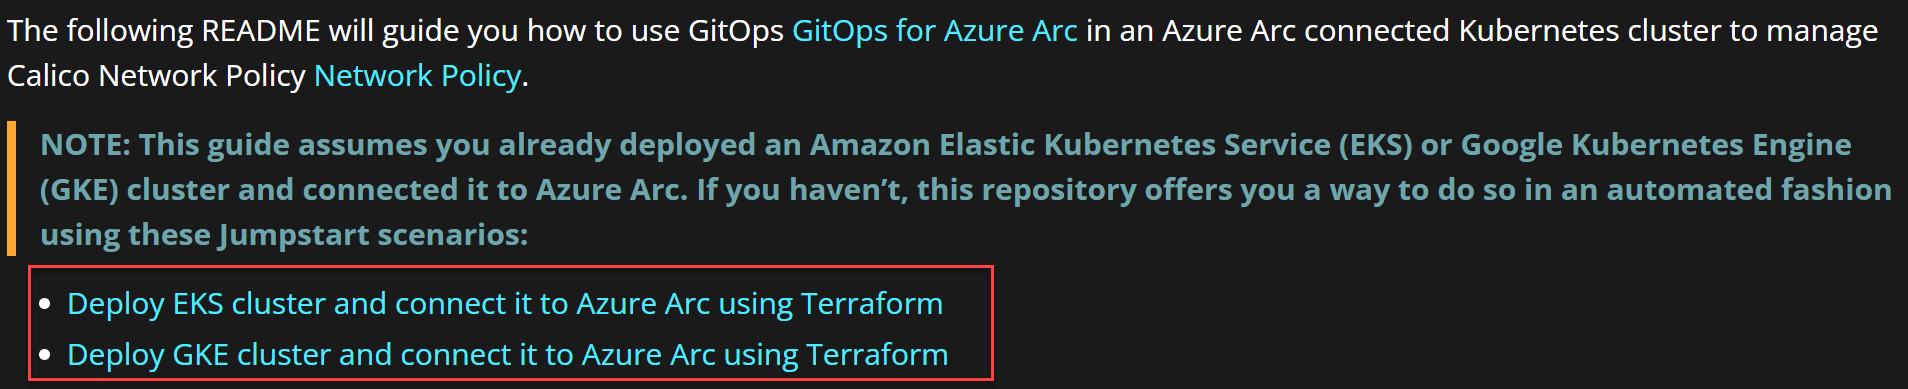 The following README will guide you how to use GitOps GitOps for Azure Arc in an Azure Arc connected Kubernetes cluster to manage
Calico Network Policy Network Policy.
NOTE: This guide assumes you already deployed an Amazon Elastic Kubernetes Service (EKS) or Google Kubernetes Engine
(GKE) cluster and connected it to Azure Arc. If you haven’t, this repository offers you a way to do so in an automated fashion
using these Jumpstart scenarios:
• Deploy EKS cluster and connect it to Azure Arc using Terraform
• Deploy GKE cluster and connect it to Azure Arc using Terraform